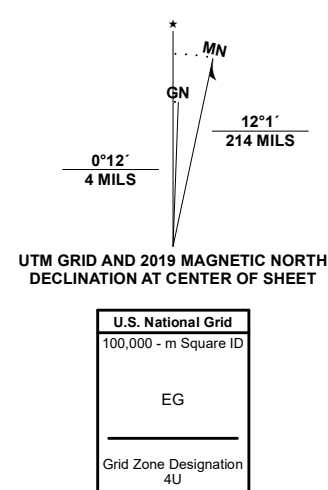 ★
MN
GN
12°1´
214 MILS
0°12´
4 MILS
UTM GRID AND 2019 MAGNETIC NORTH
DECLINATION AT CENTER OF SHEET
U.S. National Grid
100,000 - m Square ID
EG
Grid Zone Designation
4U